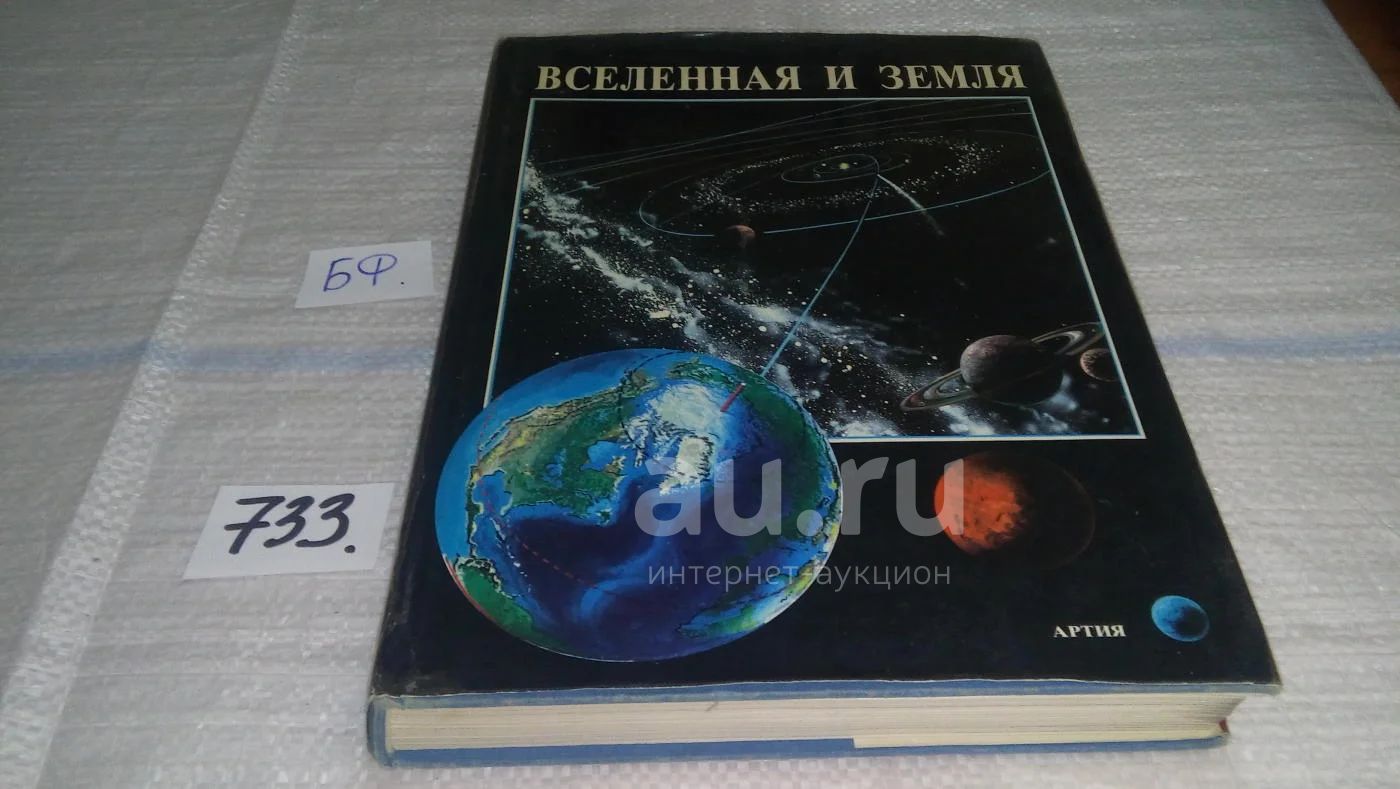 ВСЕЛЕННАЯ И ЗЕМЛЯ
БФ.
733.
au.ru
интернет-аукцион
АРТИЯ